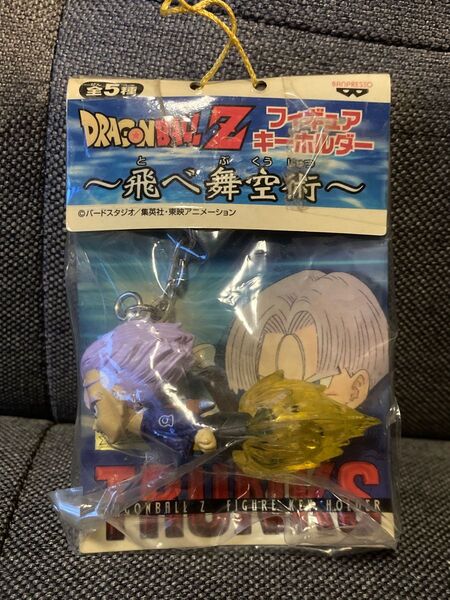 全5種
BANPRESTO
DRAGONBALL Z
フィギュア
キーホルダー
と ぶ くう じゅつ
～飛べ舞空術～
©バードスタジオ／集英社・東映アニメーション
TRUNKS
DRAGONBALL Z FIGURE KEY HOLDER